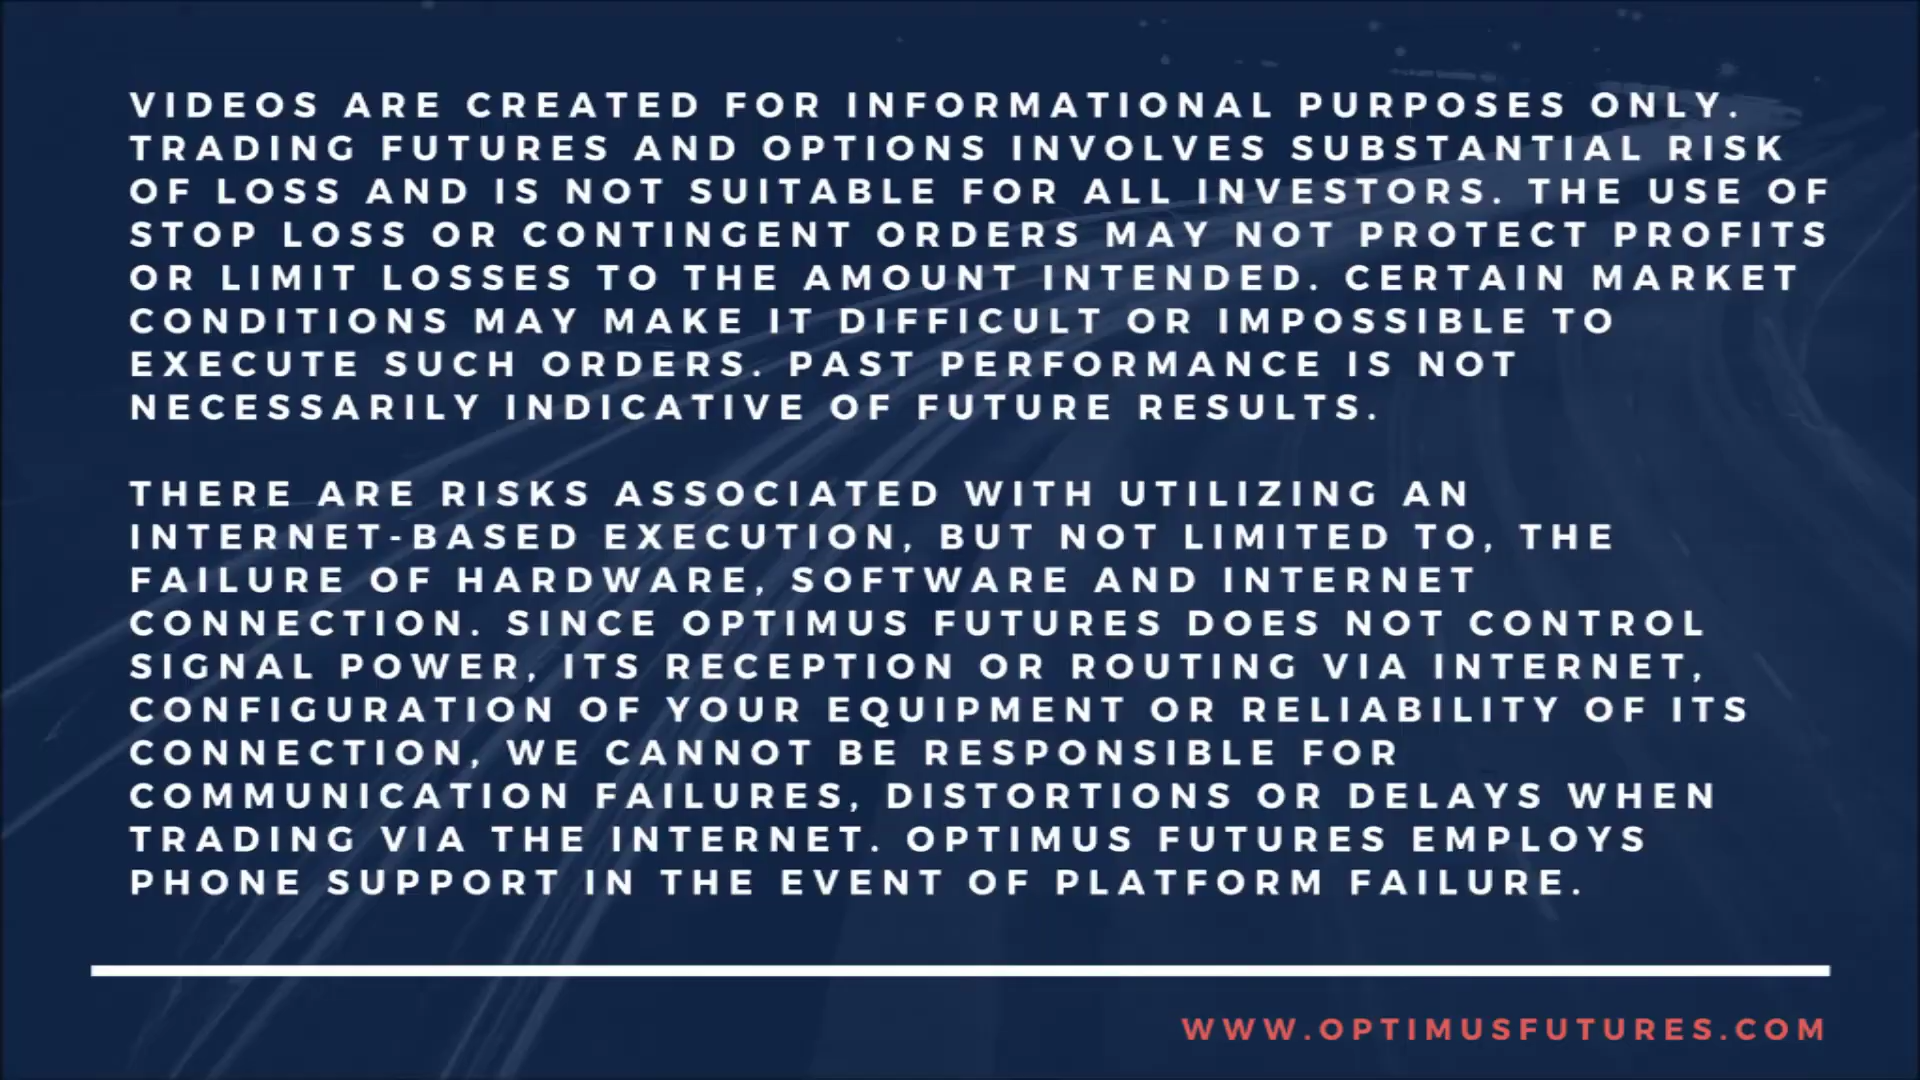 VIDEOS ARE CREATED FOR INFORMATIONAL PURPOSES ONLY.
TRADING FUTURES AND OPTIONS INVOLVES SUBSTANTIAL RISK
OF LOSS AND IS NOT SUITABLE FOR ALL INVESTORS. THE USE OF
STOP LOSS OR CONTINGENT ORDERS MAY NOT PROTECT PROFITS
OR LIMIT LOSSES TO THE AMOUNT INTENDED. CERTAIN MARKET
CONDITIONS MAY MAKE IT DIFFICULT OR IMPOSSIBLE TO
EXECUTE SUCH ORDERS. PAST PERFORMANCE IS NOT
NECESSARILY INDICATIVE OF FUTURE RESULTS.
THERE ARE RISKS ASSOCIATED WITH UTILIZING AN
INTERNET-BASED EXECUTION, BUT NOT LIMITED TO, THE
FAILURE OF HARDWARE, SOFTWARE AND INTERNET
CONNECTION. SINCE OPTIMUS FUTURES DOES NOT CONTROL
SIGNAL POWER, ITS RECEPTION OR ROUTING VIA INTERNET,
CONFIGURATION OF YOUR EQUIPMENT OR RELIABILITY OF ITS
CONNECTION, WE CANNOT BE RESPONSIBLE FOR
COMMUNICATION FAILURES, DISTORTIONS OR DELAYS WHEN
TRADING VIA THE INTERNET. OPTIMUS FUTURES EMPLOYS
PHONE SUPPORT IN THE EVENT OF PLATFORM FAILURE.
WWW.OPTIMUSFUTURES.COM